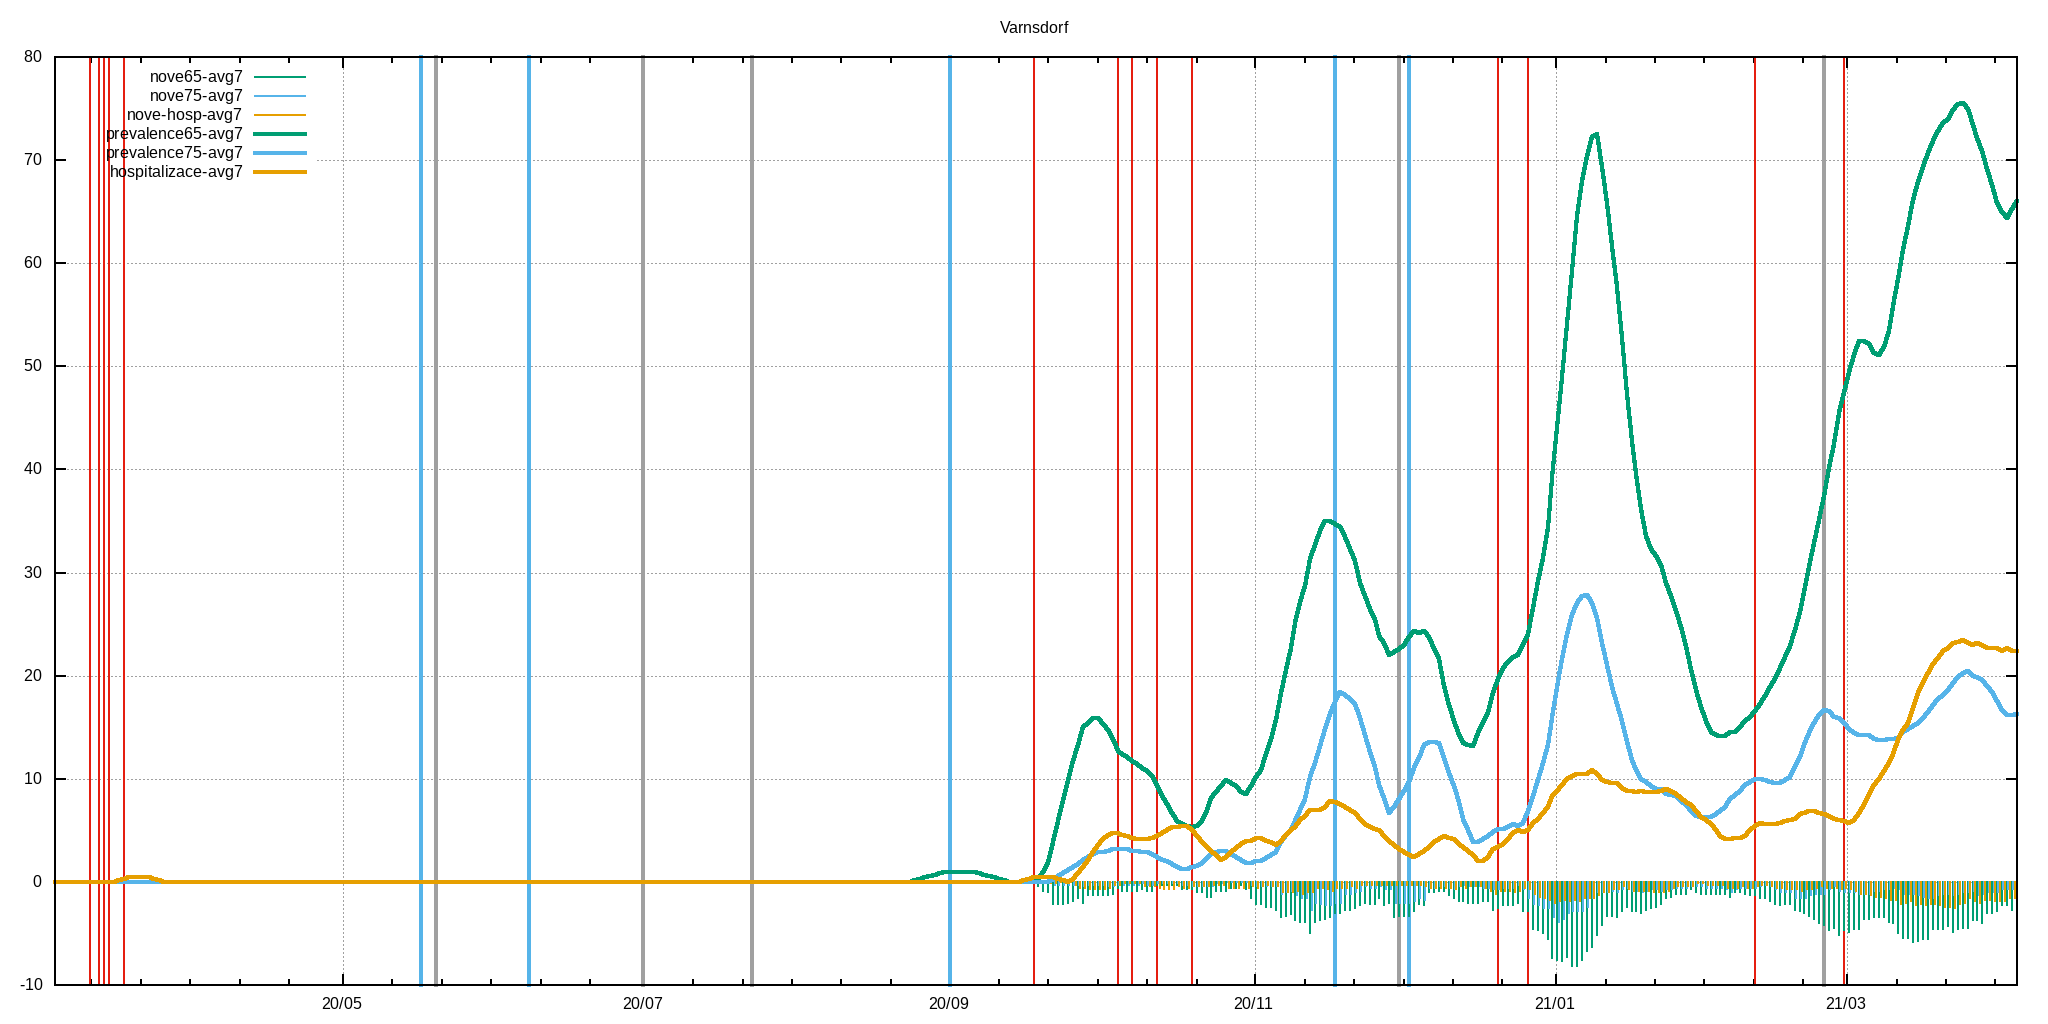 Varnsdorf
80
70
60
50
40
30
20
10
0
-10
nove65-avg7
nove75-avg7
nove-hosp-avg7
prevalence65-avg7
prevalence75-avg7
hospitalizace-avg7
20/05 20/07 20/09 20/11 21/01 21/03